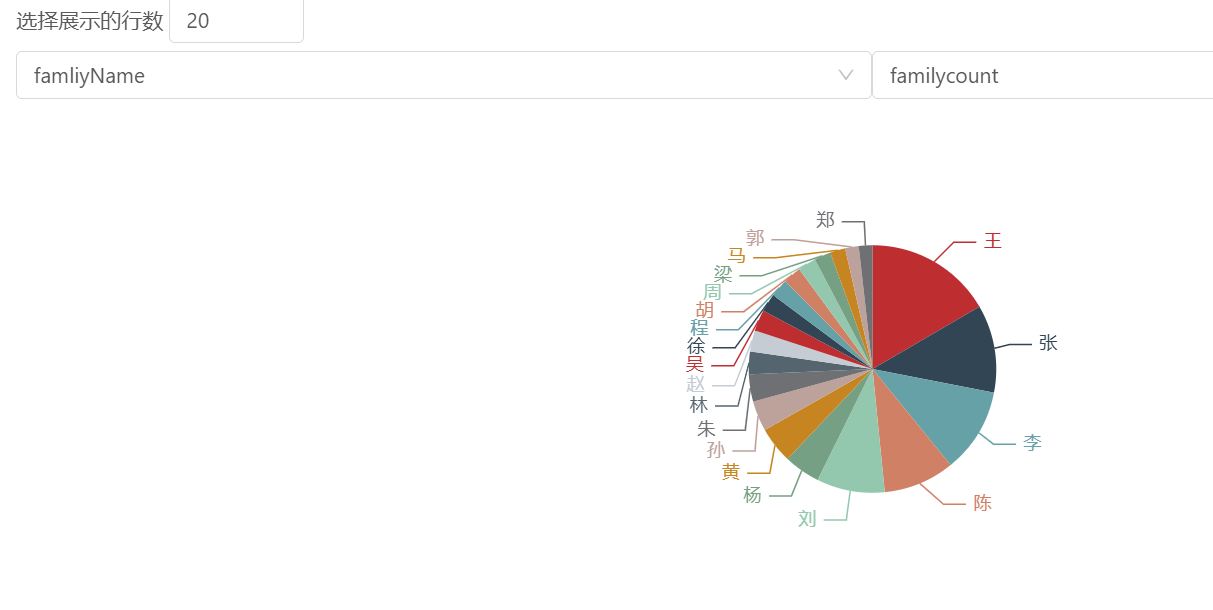 选择展示的行数 20
famliyName familycount
郑
王
郭
马
梁
周
胡
程
张
徐
吴
赵
林
朱
李
孙
黄
杨
陈
刘